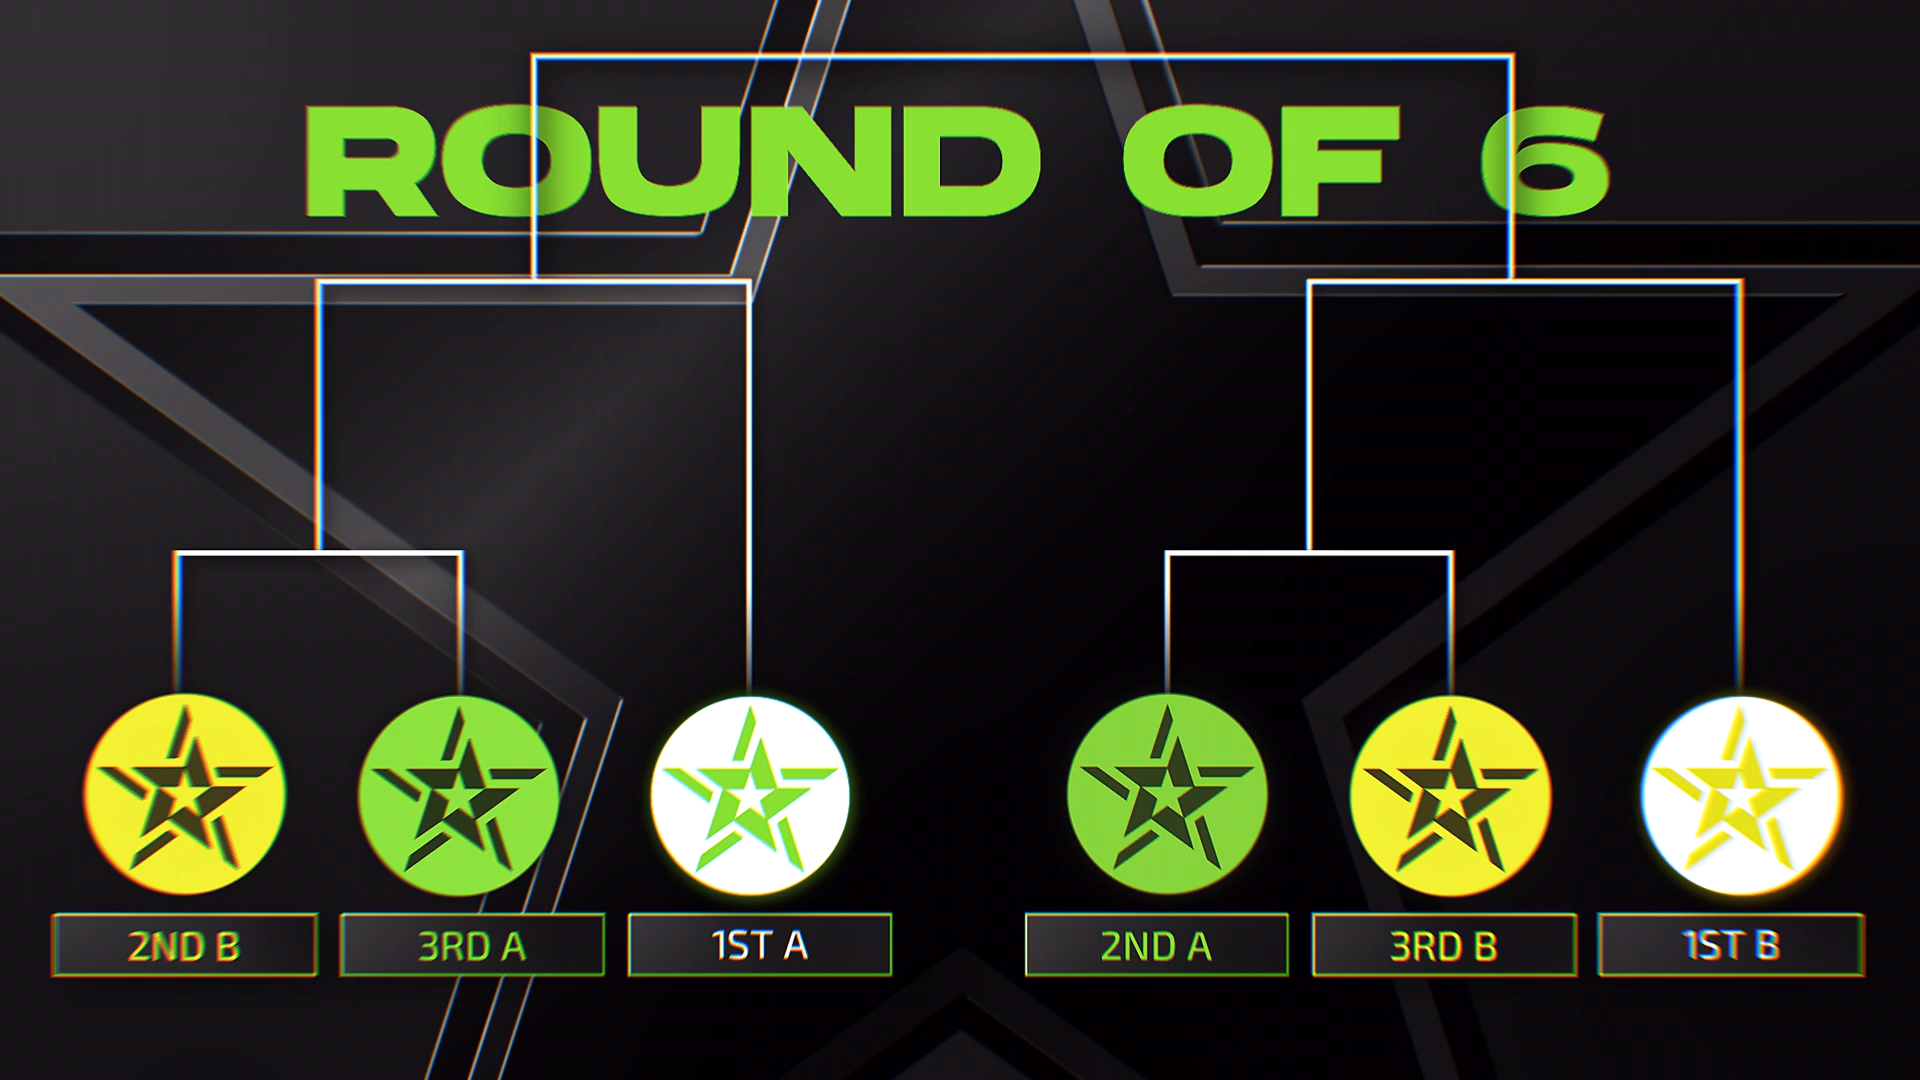 ROUND OF 6
2ND B
3RD A
1ST A
2ND A
3RD B
1ST B